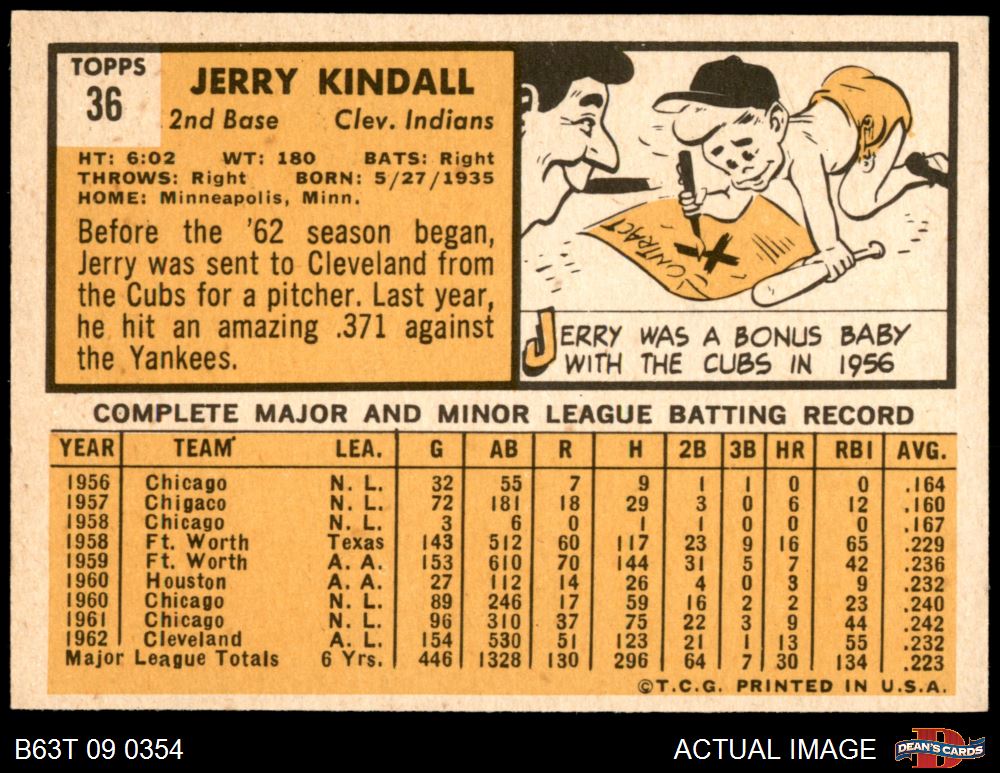 TOPPS
36
JERRY KINDALL
2nd Base Clev. Indians
HT: 6:02 WT: 180 BATS: Right
THROWS: Right BORN: 5/27/1935
HOME: Minneapolis, Minn.
Before the '62 season began,
Jerry was sent to Cleveland from
the Cubs for a pitcher. Last year,
he hit an amazing .371 against
the Yankees.
CONTRACT
X
JERRY WAS A BONUS BABY
WITH THE CUBS IN 1956
COMPLETE MAJOR AND MINOR LEAGUE BATTING RECORD
YEAR TEAM LEA. G AB R H 2B 3B HR RBI AVG.
1956 Chicago N. L. 32 55 7 9 1 1 0 0 .164
1957 Chigaco N. L. 72 181 18 29 3 0 6 12 .160
1958 Chicago N. L. 3 6 0 1 1 0 0 0 .167
1958 Ft. Worth Texas 143 512 60 117 23 9 16 65 .229
1959 Ft. Worth A. A. 153 610 70 144 31 5 7 42 .236
1960 Houston A. A. 27 112 14 26 4 0 3 9 .232
1960 Chicago N. L. 89 246 17 59 16 2 2 23 .240
1961 Chicago N. L. 96 310 37 75 22 3 9 44 .242
1962 Cleveland A. L. 154 530 51 123 21 1 13 55 .232
Major League Totals 6 Yrs. 446 1328 130 296 64 7 30 134 .223
©T.C.G. PRINTED IN U.S.A.
B63T 09 0354 ACTUAL IMAGE D DEAN'S CARDS